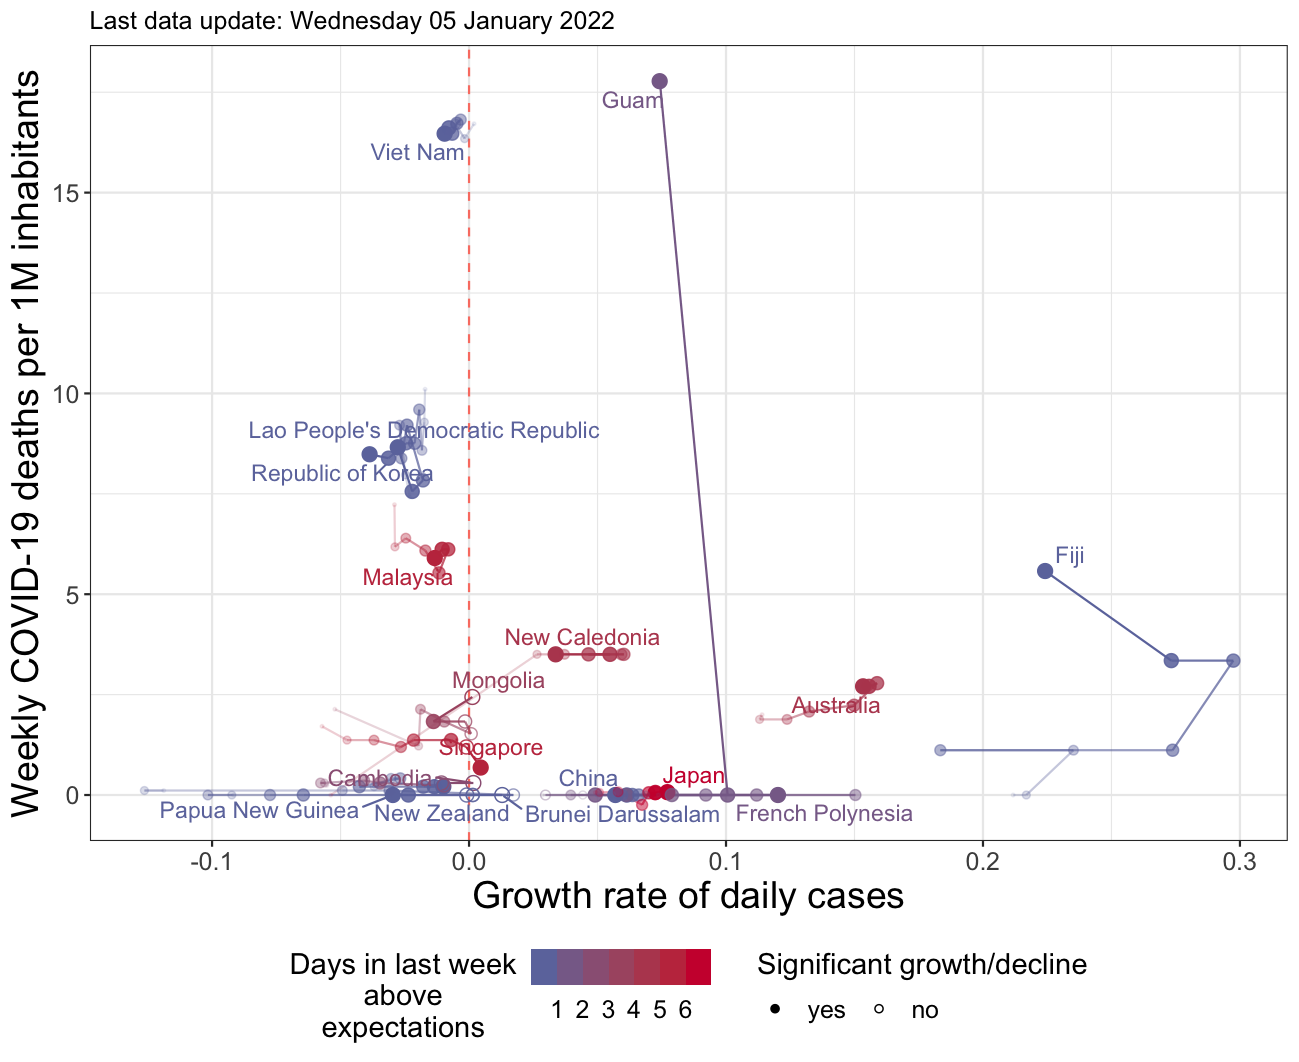 Last data update: Wednesday 05 January 2022
Weekly COVID-19 deaths per 1M inhabitants
15
10
5
0
Guam
Viet Nam
Lao People's Democratic Republic
Republic of Korea
Malaysia
Fiji
New Caledonia
Mongolia
Australia
Singapore
Cambodia
China
Japan
Papua New Guinea
New Zealand
Brunei Darussalam
French Polynesia
-0.1 0.0 0.1 0.2 0.3
Growth rate of daily cases
Days in last week
above
expectations
1 2 3 4 5 6
Significant growth/decline
yes no